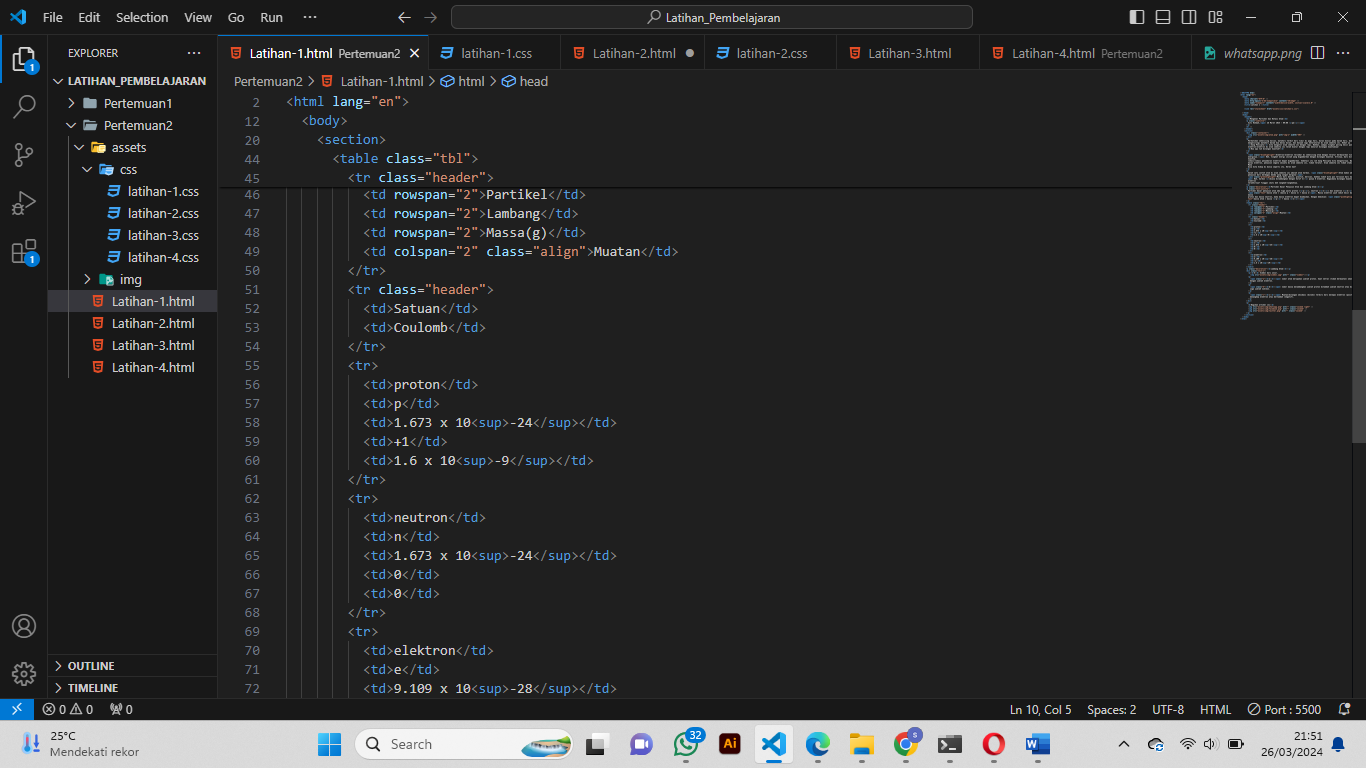 File Edit Selection View Go Run ··· Latihan_Pembelajaran
EXPLORER ···
Latihan-1.html Pertemuan2 latihan-1.css Latihan-2.html latihan-2.css Latihan-3.html Latihan-4.html Pertemuan2 whatsapp.png ···
LATIHAN_PEMBELAJARAN
Pertemuan1
Pertemuan2
assets
css
latihan-1.css
latihan-2.css
latihan-3.css
latihan-4.css
img
Latihan-1.html
Latihan-2.html
Latihan-3.html
Latihan-4.html
OUTLINE
TIMELINE
1
1
Pertemuan2 > Latihan-1.html > html > head
2 <html lang="en">
12 <body>
20 <section>
44 <table class="tbl">
45 <tr class="header">
46 <td rowspan="2">Partikel</td>
47 <td rowspan="2">Lambang</td>
48 <td rowspan="2">Massa(g)</td>
49 <td colspan="2" class="align">Muatan</td>
50 </tr>
51 <tr class="header">
52 <td>Satuan</td>
53 <td>Coulomb</td>
54 </tr>
55 <tr>
56 <td>proton</td>
57 <td>p</td>
58 <td>1.673 x 10<sup>-24</sup></td>
59 <td>+1</td>
60 <td>1.6 x 10<sup>-9</sup></td>
61 </tr>
62 <tr>
63 <td>neutron</td>
64 <td>n</td>
65 <td>1.673 x 10<sup>-24</sup></td>
66 <td>0</td>
67 <td>0</td>
68 </tr>
69 <tr>
70 <td>elektron</td>
71 <td>e</td>
72 <td>9.109 x 10<sup>-28</sup></td>
0 0 0 Ln 10, Col 5 Spaces: 2 UTF-8 HTML Port : 5500
25°C
Mendekati rekor
Search
32
Ai
S
W
21:51
26/03/2024